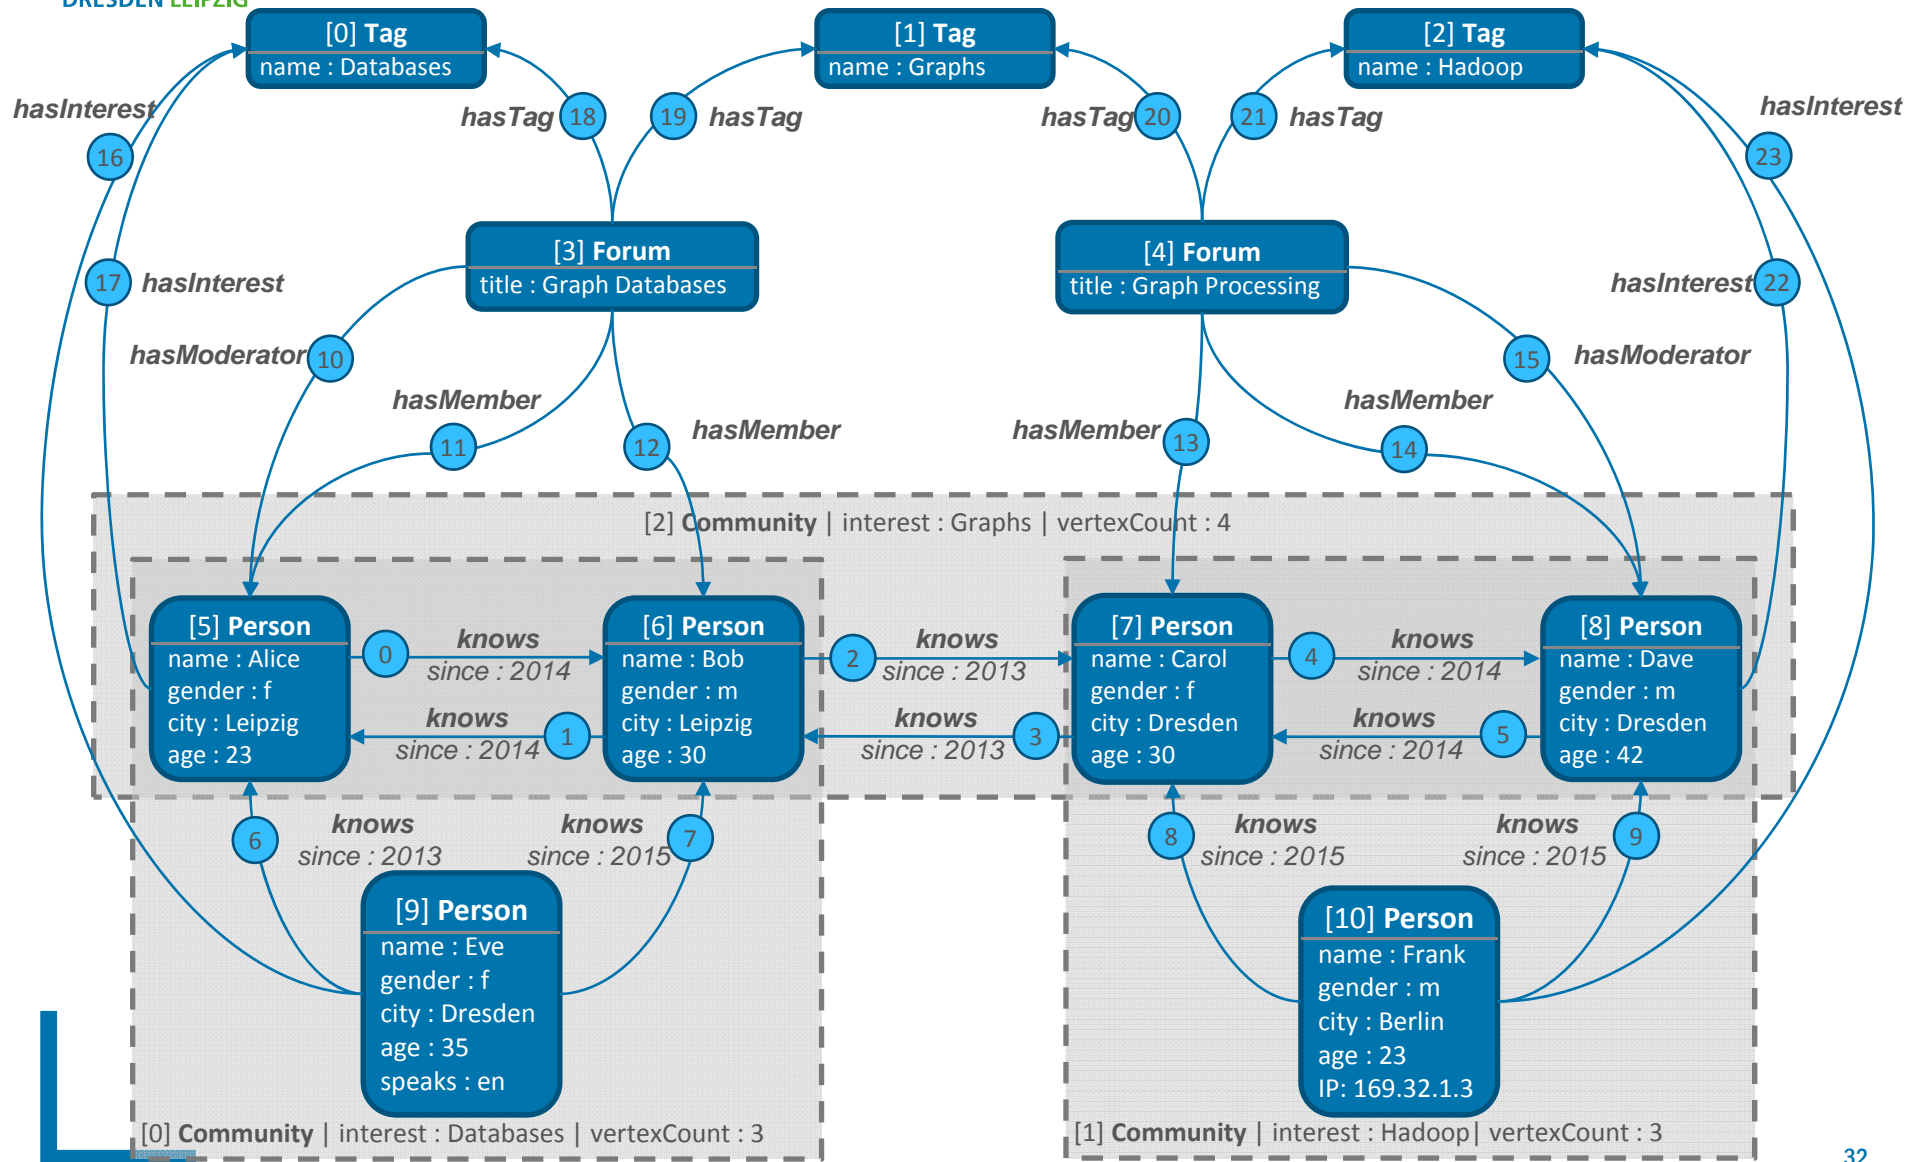 DRESDEN LEIPZIG
[0] Tag
name : Databases
[1] Tag
name : Graphs
[2] Tag
name : Hadoop
hasInterest
16
hasTag 18
19 hasTag
hasTag 20
21 hasTag
hasInterest
23
17 hasInterest
[3] Forum
title : Graph Databases
[4] Forum
title : Graph Processing
hasInterest 22
hasModerator 10
15 hasModerator
hasMember
11
12 hasMember
hasMember 13
hasMember
14
[2] Community | interest : Graphs | vertexCount : 4
[5] Person
name : Alice
gender : f
city : Leipzig
age : 23
0
knows
since : 2014
knows
since : 2014
1
[6] Person
name : Bob
gender : m
city : Leipzig
age : 30
2
knows
since : 2013
knows
since : 2013
3
[7] Person
name : Carol
gender : f
city : Dresden
age : 30
4
knows
since : 2014
knows
since : 2014
5
[8] Person
name : Dave
gender : m
city : Dresden
age : 42
6
knows
since : 2013
knows
since : 2015
7
8
knows
since : 2015
knows
since : 2015
9
[9] Person
name : Eve
gender : f
city : Dresden
age : 35
speaks : en
[10] Person
name : Frank
gender : m
city : Berlin
age : 23
IP: 169.32.1.3
[0] Community | interest : Databases | vertexCount : 3
[1] Community | interest : Hadoop| vertexCount : 3
32